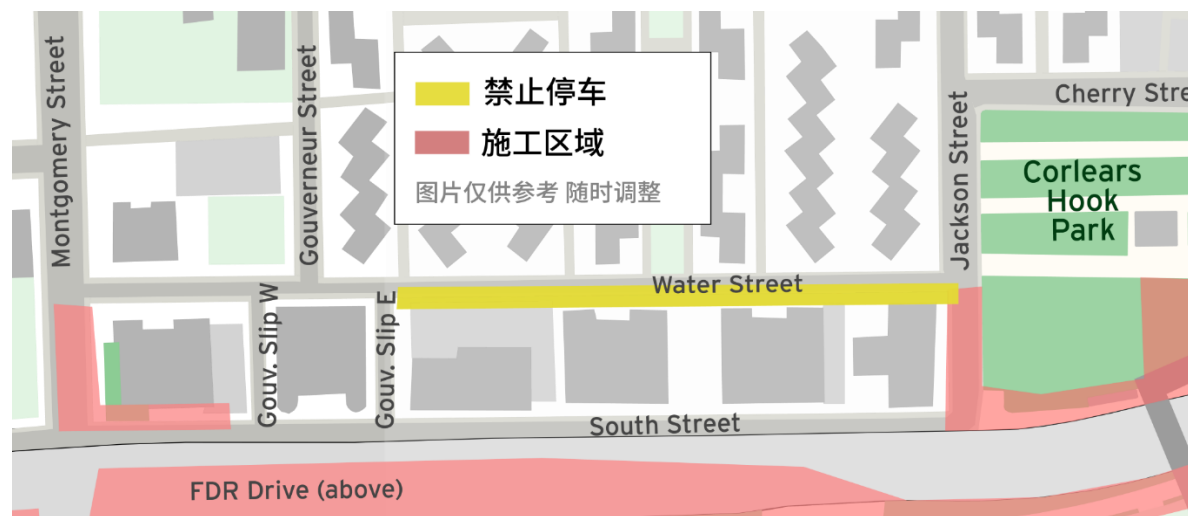 禁止停车
施工区域
图片仅供参考 随时调整
Montgomery Street
Gouverneur Street
Jackson Street
Cherry Stre
Corlears
Hook
Park
Water Street
Gouv. Slip W
Gouv. Slip E
South Street
FDR Drive (above)